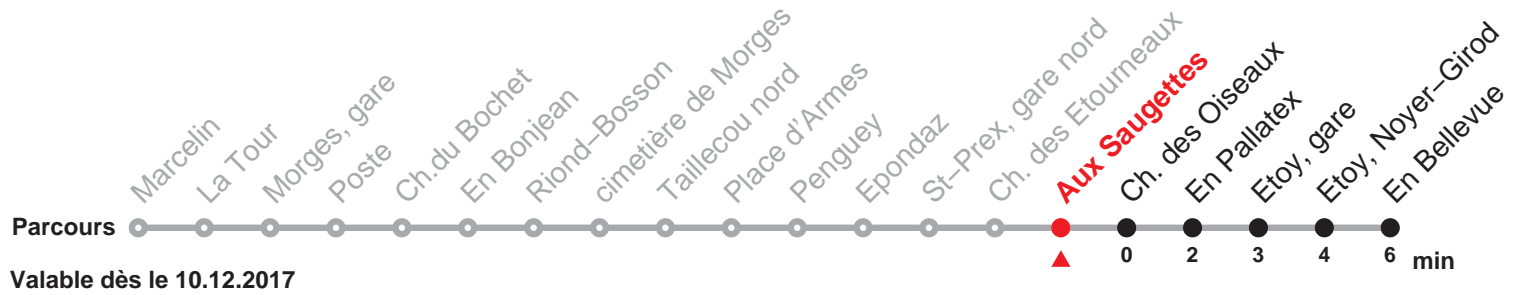 Marcelin
La Tour
Morges, gare
Poste
Ch.du Bochet
En Bonjean
Riond–Bosson
cimetière de Morges
Taillecou nord
Place d'Armes
Penguey
Epondaz
St–Prex, gare nord
Ch. des Etourneaux
Aux Saugettes
Ch. des Oiseaux
En Pallatex
Etoy, gare
Etoy, Noyer–Girod
En Bellevue
Parcours
0 2 3 4 6 min
Valable dès le 10.12.2017